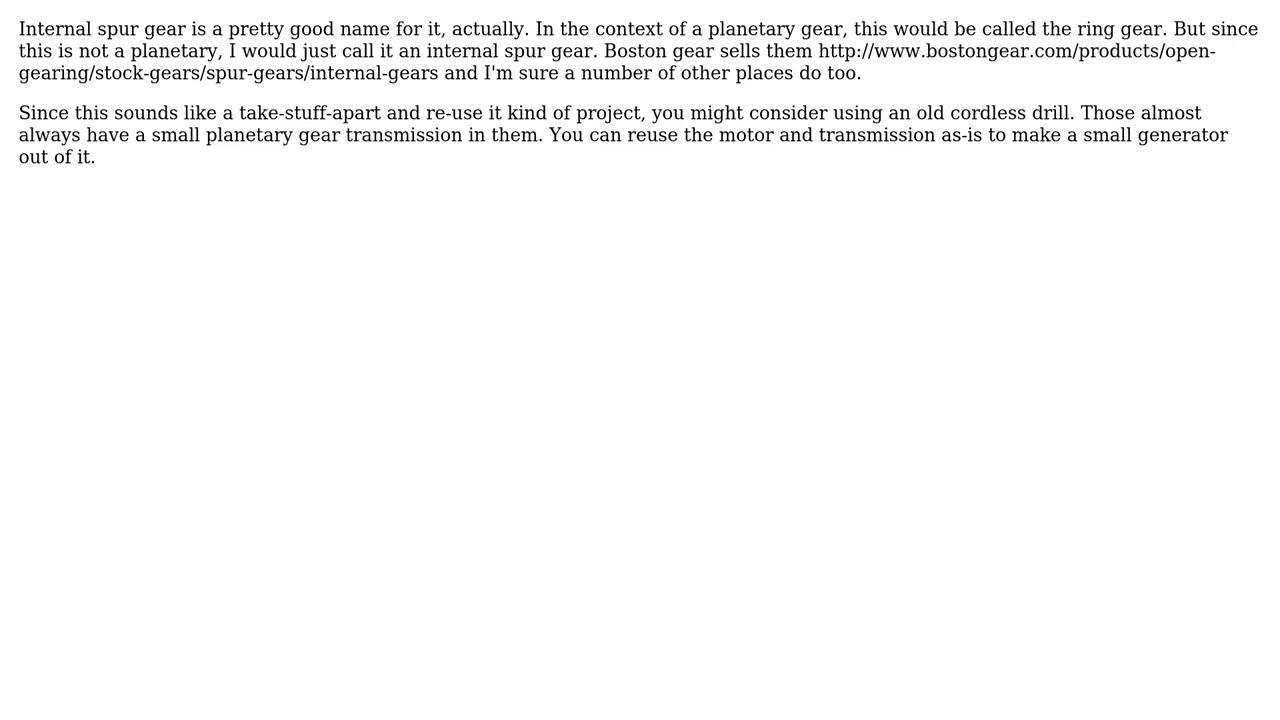 Internal spur gear is a pretty good name for it, actually. In the context of a planetary gear, this would be called the ring gear. But since
this is not a planetary, I would just call it an internal spur gear. Boston gear sells them http://www.bostongear.com/products/open-
gearing/stock-gears/spur-gears/internal-gears and I'm sure a number of other places do too.
Since this sounds like a take-stuff-apart and re-use it kind of project, you might consider using an old cordless drill. Those almost
always have a small planetary gear transmission in them. You can reuse the motor and transmission as-is to make a small generator
out of it.